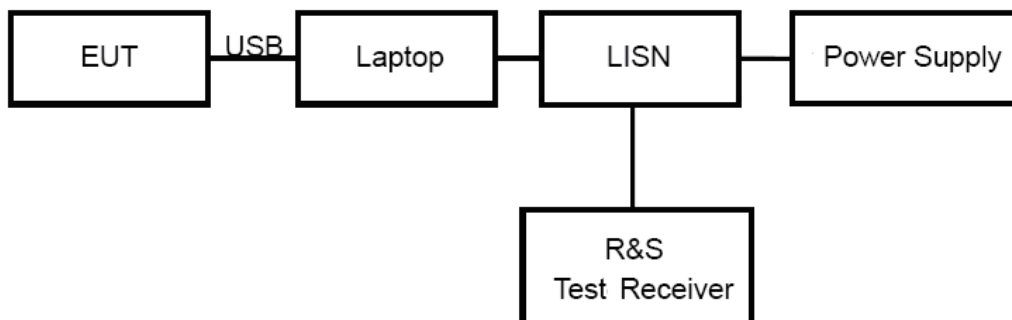 EUT
USB
Laptop
LISN
Power Supply
R&S
Test Receiver